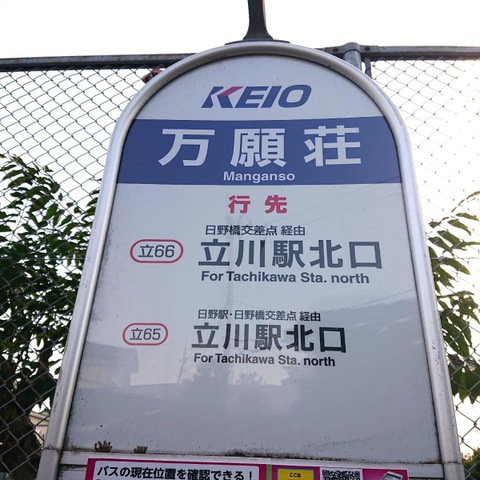 KEIO
万願荘
Manganso
行先
日野橋交差点 経由
立66 立川駅北口
For Tachikawa Sta. north
日野駅・日野橋交差点 経由
立65 立川駅北口
For Tachikawa Sta. north
バスの現在位置を確認できる！